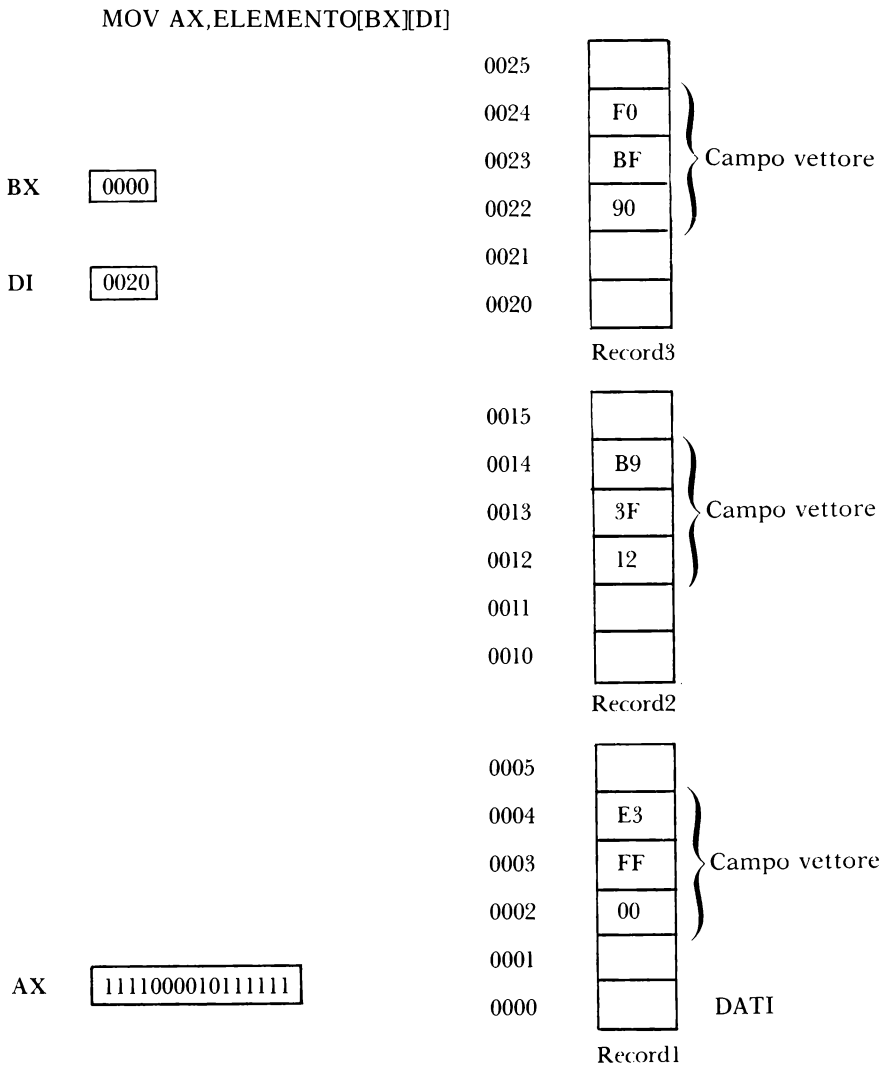 MOV AX,ELEMENTO[BX][DI]
BX 0000
DI 0020
AX 1111000010111111
0025
0024 F0
0023 BF
0022 90
0021
0020
Campo vettore
Record3
0015
0014 B9
0013 3F
0012 12
0011
0010
Campo vettore
Record2
0005
0004 E3
0003 FF
0002 00
0001
0000 DATI
Campo vettore
Record1